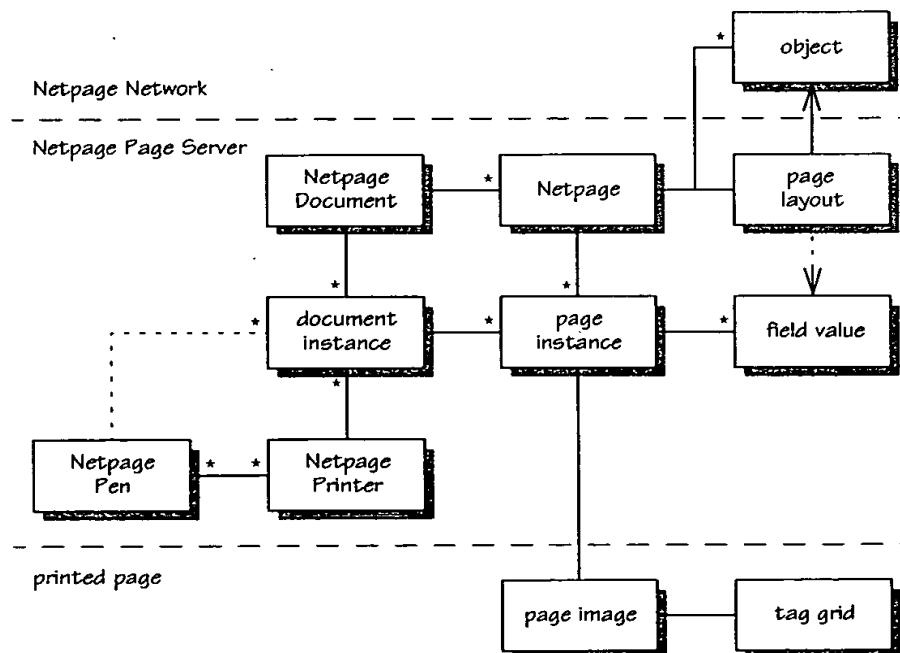 *
object
Netpage Network
Netpage Page Server
Netpage
Document
*
Netpage
page
layout
*
*
*
document
instance
*
page
instance
*
field value
*
Netpage
Pen
*
*
Netpage
Printer
printed page
page image
tag grid